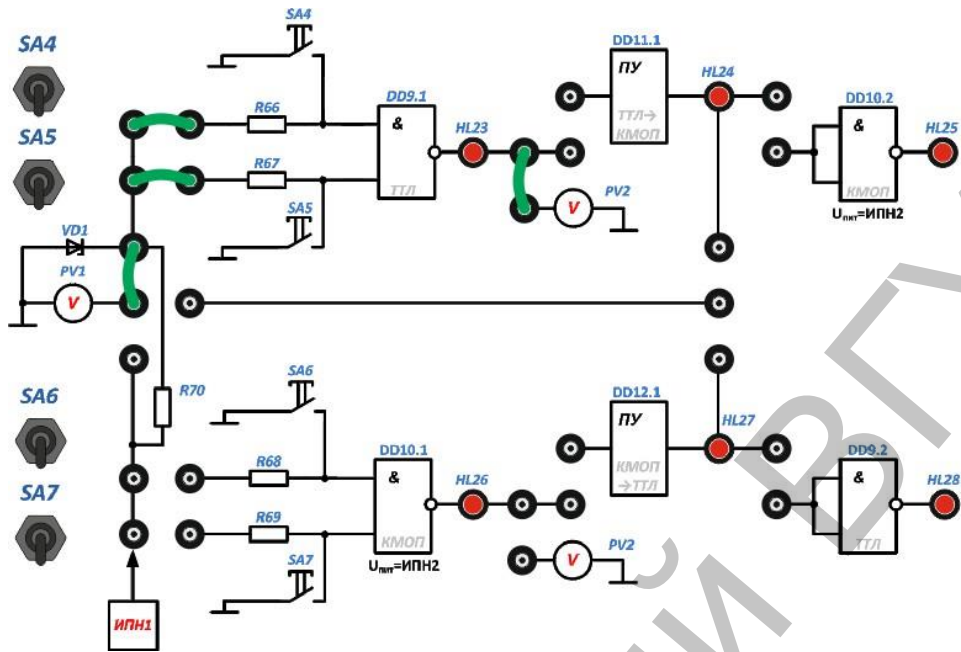 SA4
SA4
SA5
R66
R67
SA5
DD9.1
&
ТТЛ
HL23
PV2
V
DD11.1
ПУ
ТТЛ→
КМОП
HL24
DD10.2
&
КМОП
Uпит=ИПН2
HL25
VD1
PV1
V
R70
SA6
SA7
SA6
R68
R69
SA7
DD10.1
&
КМОП
Uпит=ИПН2
HL26
PV2
V
DD12.1
ПУ
КМОП
→ТТЛ
HL27
DD9.2
&
ТТЛ
HL28
ИПН1
ИЙ ВГУ